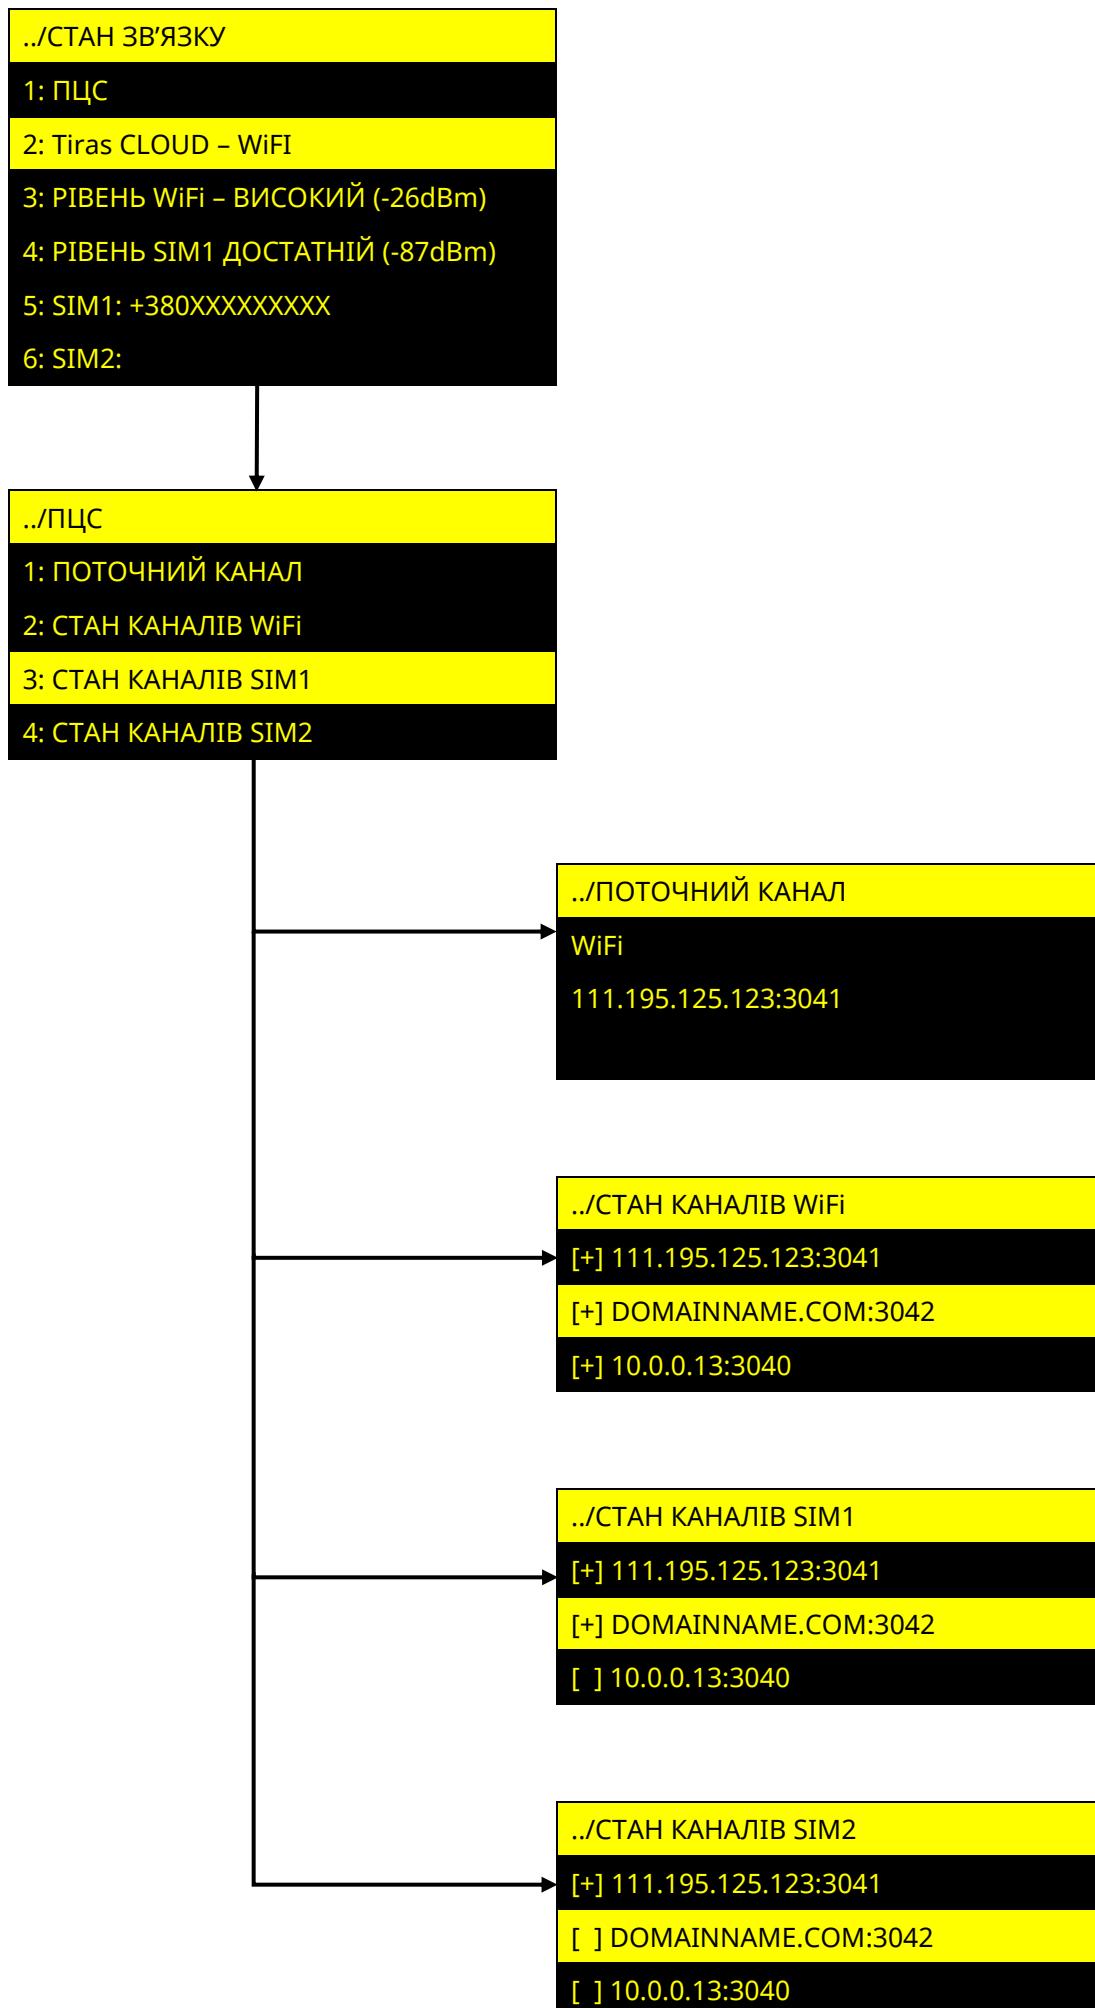 ../СТАН ЗВ’ЯЗКУ
1: ПЦС
2: Tiras CLOUD – WiFI
3: РІВЕНЬ WiFi – ВИСОКИЙ (-26dBm)
4: РІВЕНЬ SIM1 ДОСТАТНІЙ (-87dBm)
5: SIM1: +380XXXXXXXXX
6: SIM2:
../ПЦС
1: ПОТОЧНИЙ КАНАЛ
2: СТАН КАНАЛІВ WiFi
3: СТАН КАНАЛІВ SIM1
4: СТАН КАНАЛІВ SIM2
../ПОТОЧНИЙ КАНАЛ
WiFi
111.195.125.123:3041
../СТАН КАНАЛІВ WiFi
[+] 111.195.125.123:3041
[+] DOMAINNAME.COM:3042
[+] 10.0.0.13:3040
../СТАН КАНАЛІВ SIM1
[+] 111.195.125.123:3041
[+] DOMAINNAME.COM:3042
[  ] 10.0.0.13:3040
../СТАН КАНАЛІВ SIM2
[+] 111.195.125.123:3041
[  ] DOMAINNAME.COM:3042
[  ] 10.0.0.13:3040